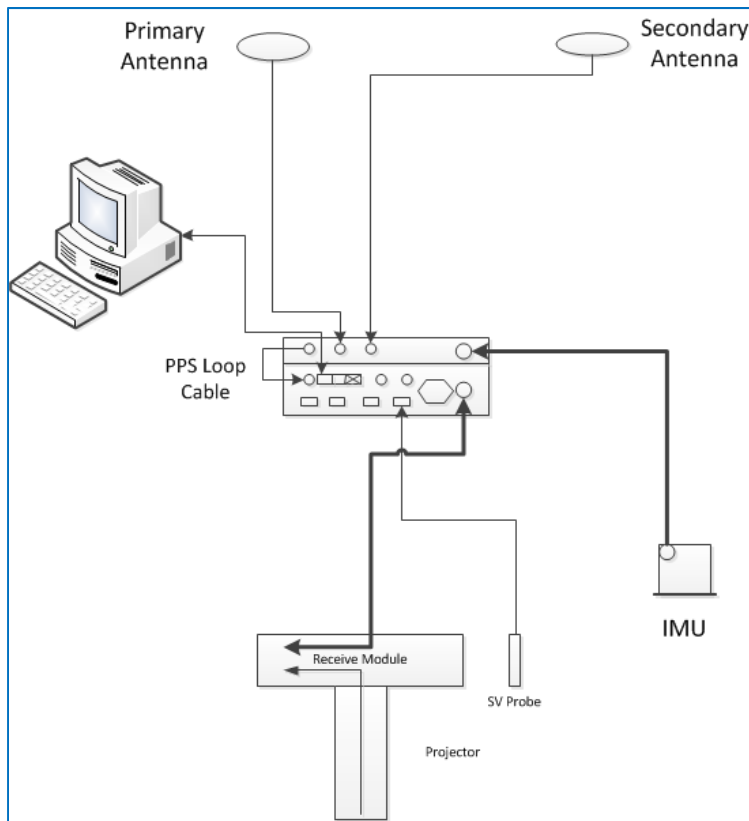 Primary
Antenna
Secondary
Antenna
PPS Loop
Cable
IMU
Receive Module
SV Probe
Projector